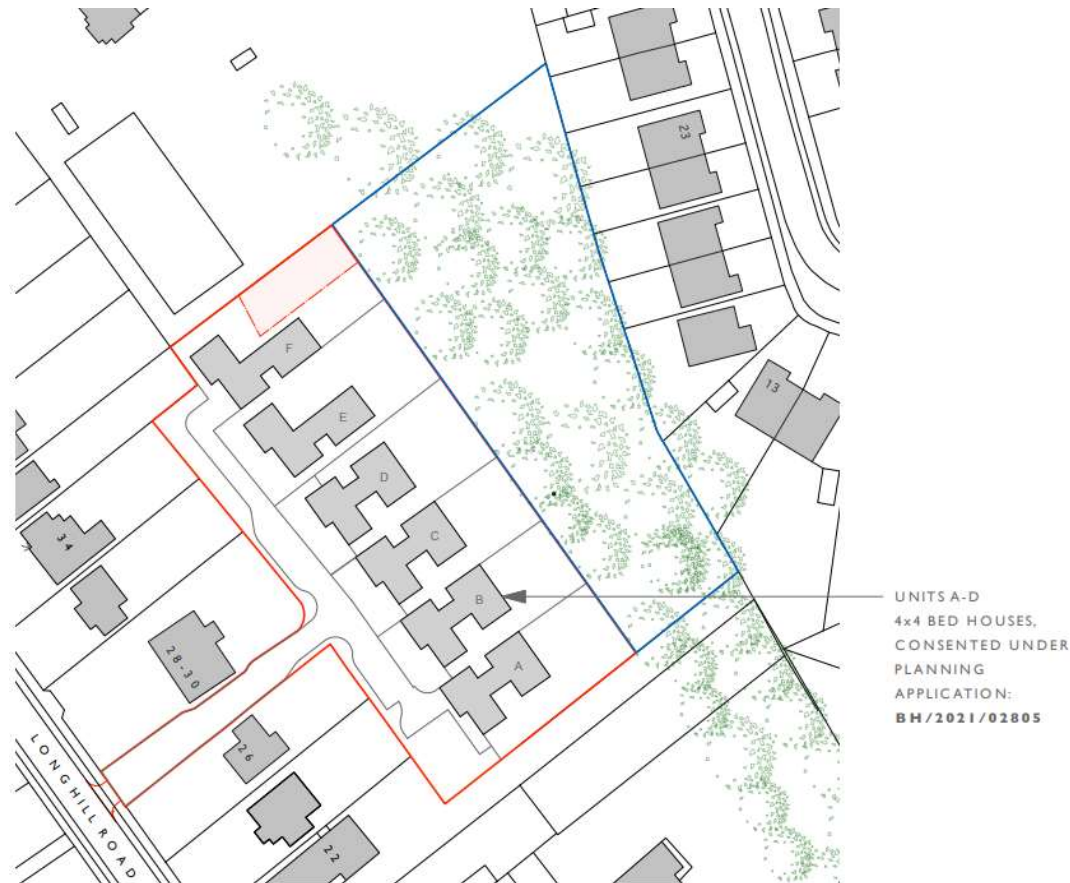 23
13
F
E
D
C
B
A
34
28-30
26
22
LONGHILL ROAD
UNITS A-D
4x4 BED HOUSES,
CONSENTED UNDER
PLANNING
APPLICATION:
BH/2021/02805